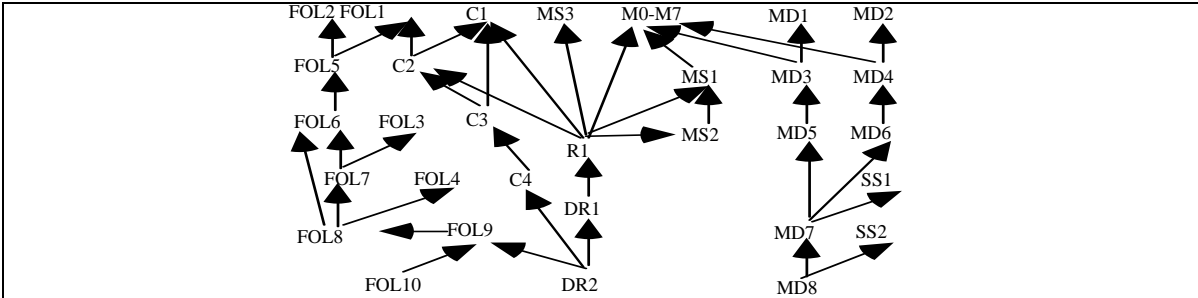 FOL2 FOL1 C1 MS3 M0-M7 MD1 MD2
FOL5 C2 MS1 MD3 MD4
FOL6 FOL3 C3 MS2 MD5 MD6
R1
FOL7 FOL4 C4 SS1
DR1
FOL8 FOL9 MD7 SS2
FOL10 DR2 MD8